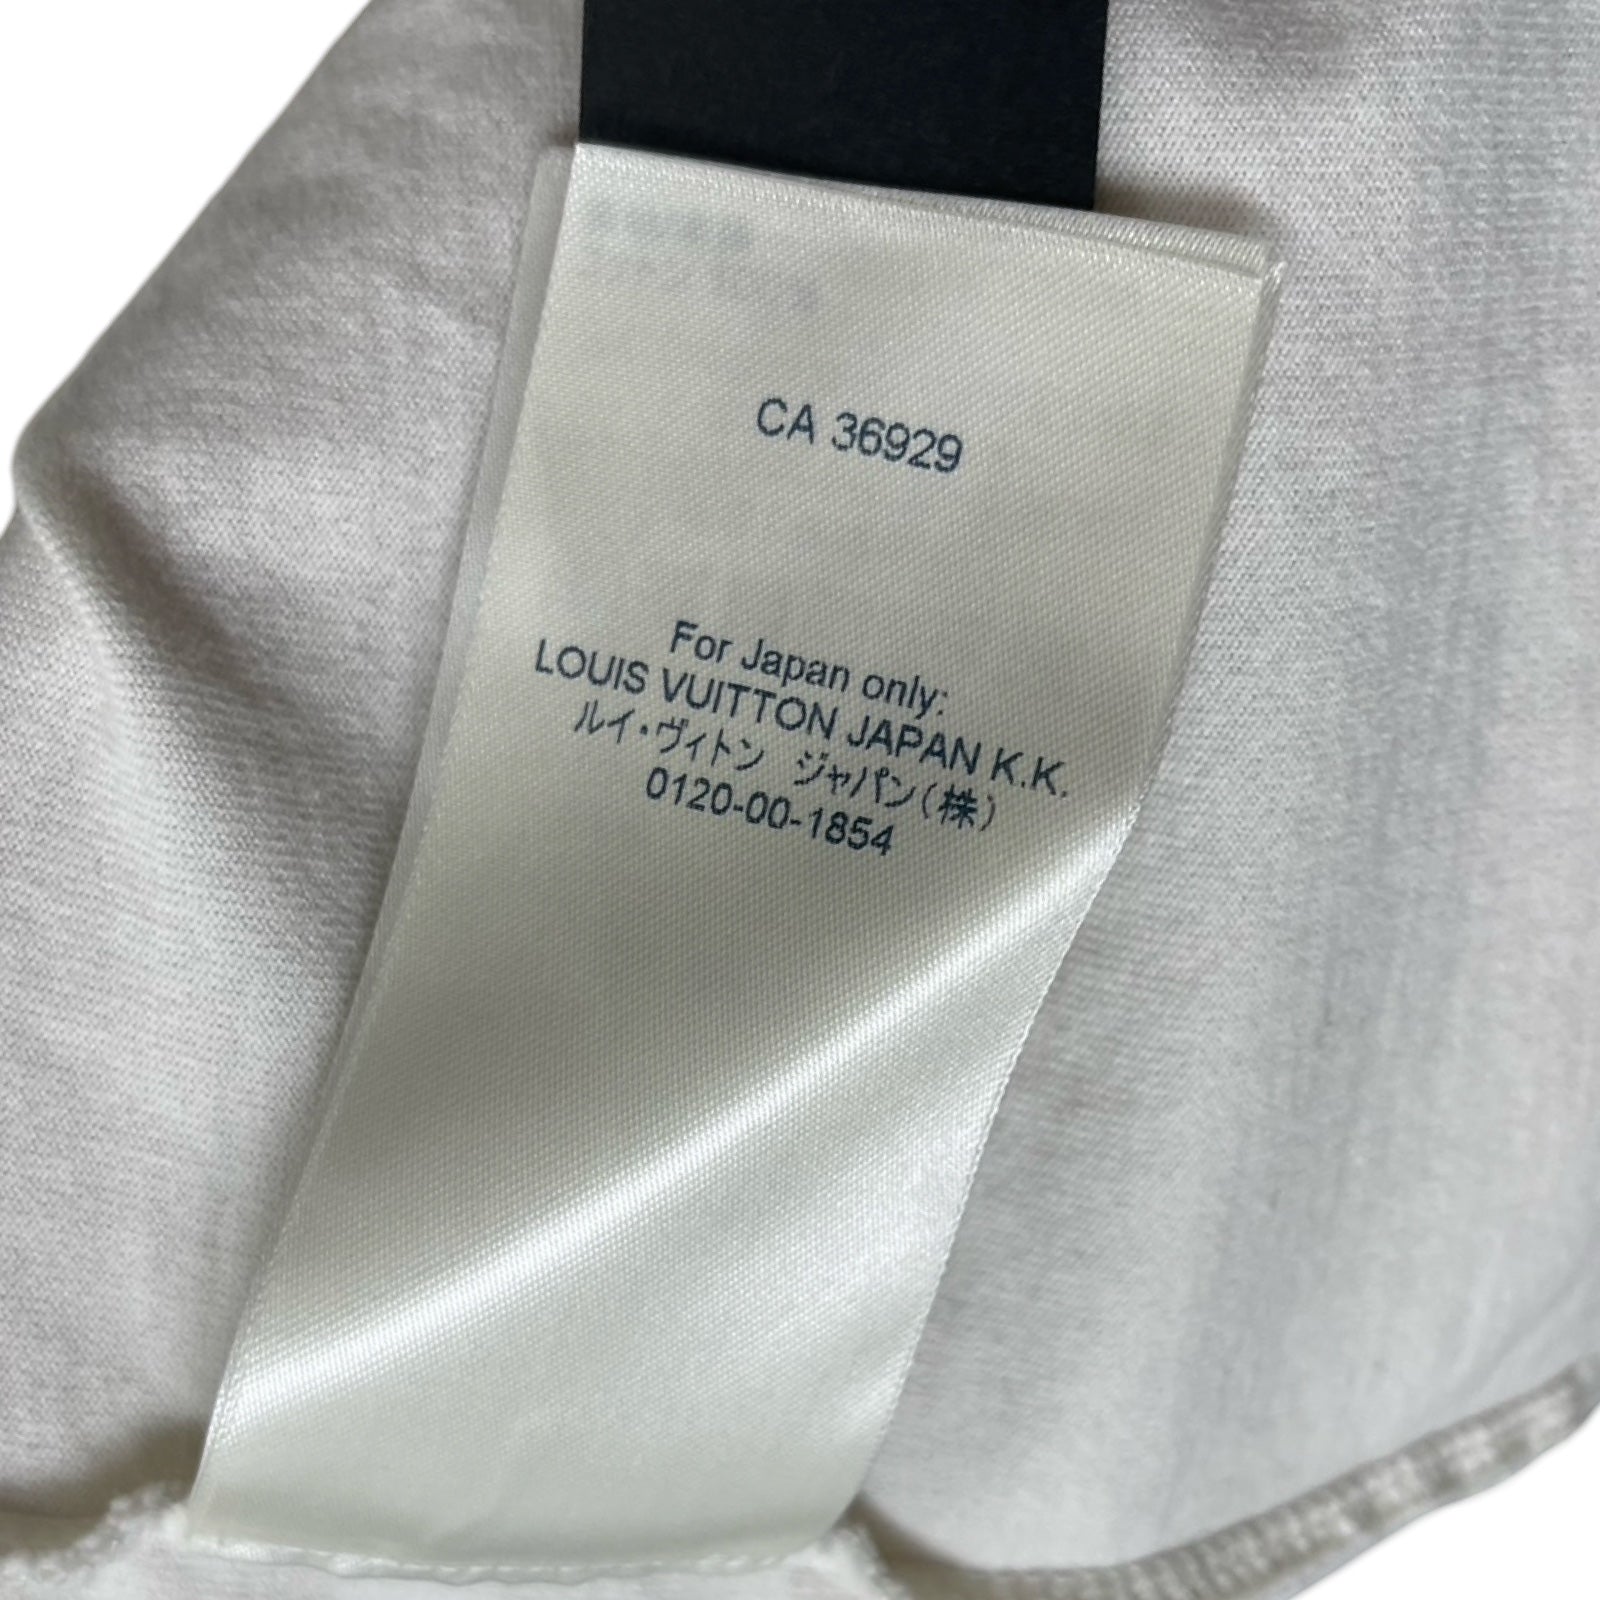 CA 36929
For Japan only:
LOUIS VUITTON JAPAN K.K.
ルイ・ヴィトン ジャパン(株)
0120-00-1854